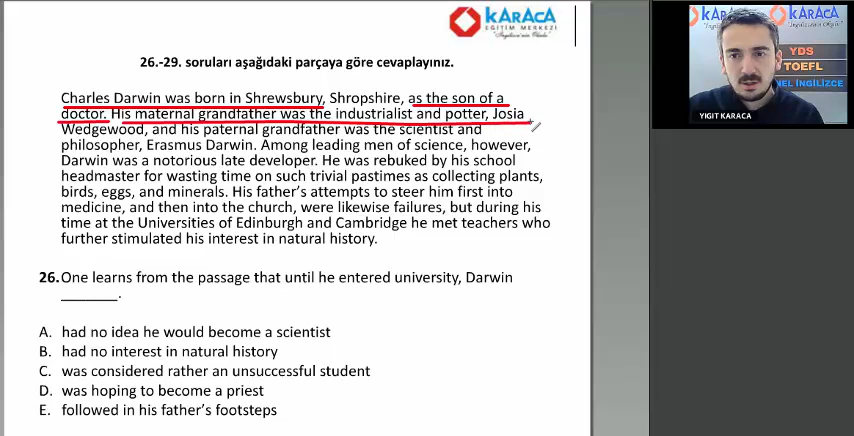 KARACA
EĞİTİM MERKEZİ
"İngilizce'nin Okulu"
26.-29. soruları aşağıdaki parçaya göre cevaplayınız.
Charles Darwin was born in Shrewsbury, Shropshire, as the son of a
doctor. His maternal grandfather was the industrialist and potter, Josia
Wedgewood, and his paternal grandfather was the scientist and
philosopher, Erasmus Darwin. Among leading men of science, however,
Darwin was a notorious late developer. He was rebuked by his school
headmaster for wasting time on such trivial pastimes as collecting plants,
birds, eggs, and minerals. His father's attempts to steer him first into
medicine, and then into the church, were likewise failures, but during his
time at the Universities of Edinburgh and Cambridge he met teachers who
further stimulated his interest in natural history.
26. One learns from the passage that until he entered university, Darwin
_______.
A. had no idea he would become a scientist
B. had no interest in natural history
C. was considered rather an unsuccessful student
D. was hoping to become a priest
E. followed in his father's footsteps
KARACA
YDS
TOEFL
NEL İNGİLİZCE
YIGIT KARACA